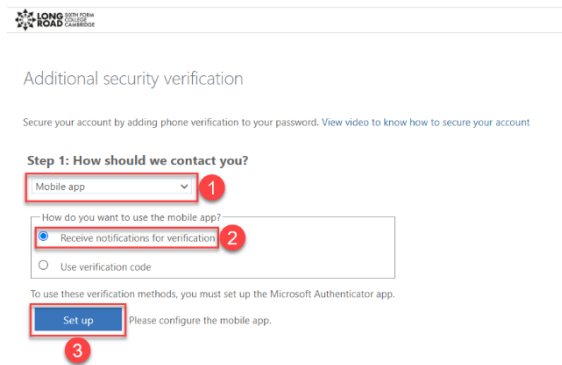 LONG SIXTH FORM
ROAD COLLEGE
CAMBRIDGE
Additional security verification
Secure your account by adding phone verification to your password. View video to know how to secure your account
Step 1: How should we contact you?
Mobile app
1
How do you want to use the mobile app?
Receive notifications for verification
2
Use verification code
To use these verification methods, you must set up the Microsoft Authenticator app.
Set up
Please configure the mobile app.
3